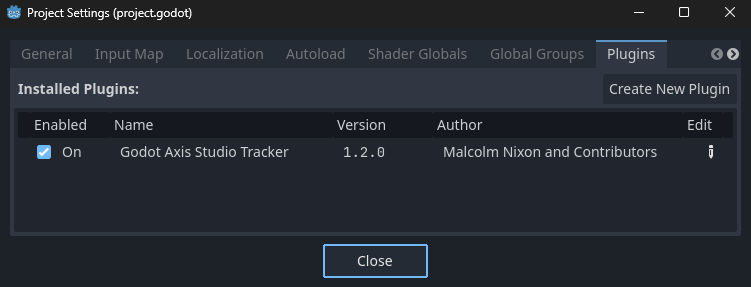 Project Settings (project.godot)
General Input Map Localization Autoload Shader Globals Global Groups Plugins
Installed Plugins: Create New Plugin
Enabled Name Version Author Edit
On Godot Axis Studio Tracker 1.2.0 Malcolm Nixon and Contributors
Close